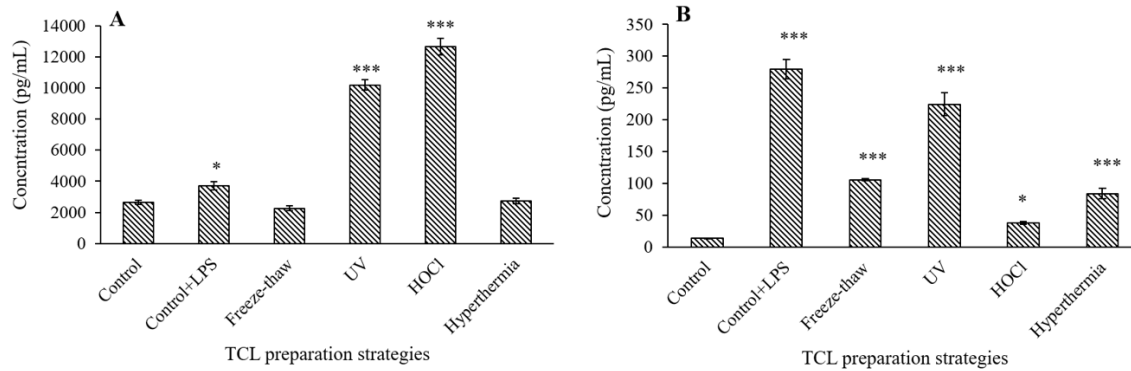 A
Concntration (pg/mL)
14000
12000
10000
8000
6000
4000
2000
0
*
***
***
Control
Control+LPS
Freeze-thaw
UV
HOCl
Hyperthermia
TCL preparation strategies
B
Concntration (pg/mL)
350
300
250
200
150
100
50
0
***
***
***
*
***
Control
Control+LPS
Freeze-thaw
UV
HOCl
Hyperthermia
TCL preparation strategies